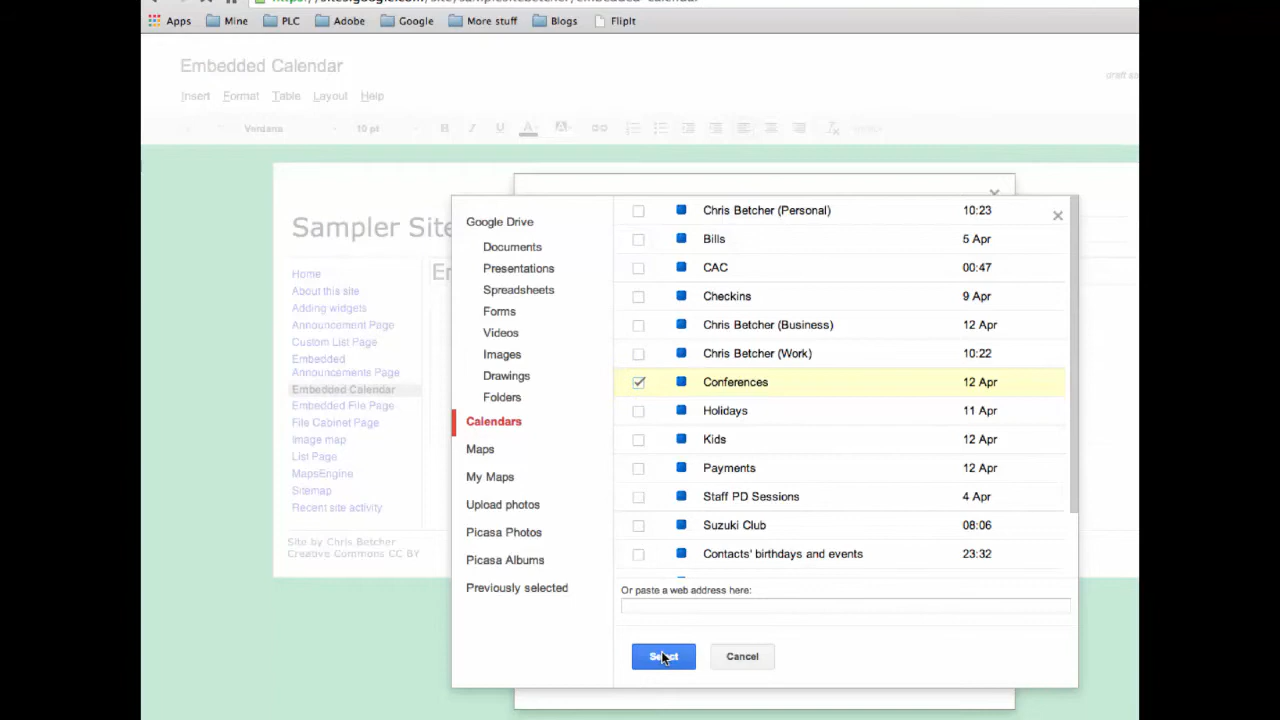 Apps Mine PLC Adobe Google More stuff Blogs FlipIt
Embedded Calendar
draft
Insert Format Table Layout Help
Verdana 10 pt B I U A A
Sampler Site
Home
About this site
Adding widgets
Announcement Page
Custom List Page
Embedded
Announcements Page
Embedded Calendar
Embedded File Page
File Cabinet Page
Image map
List Page
MapsEngine
Sitemap
Recent site activity
Site by Chris Betcher
Creative Commons CC BY
Google Drive
Documents
Presentations
Spreadsheets
Forms
Videos
Images
Drawings
Folders
Calendars
Maps
My Maps
Upload photos
Picasa Photos
Picasa Albums
Previously selected
Chris Betcher (Personal) 10:23
Bills 5 Apr
CAC 00:47
Checkins 9 Apr
Chris Betcher (Business) 12 Apr
Chris Betcher (Work) 10:22
Conferences 12 Apr
Holidays 11 Apr
Kids 12 Apr
Payments 12 Apr
Staff PD Sessions 4 Apr
Suzuki Club 08:06
Contacts' birthdays and events 23:32
Or paste a web address here:
Select Cancel